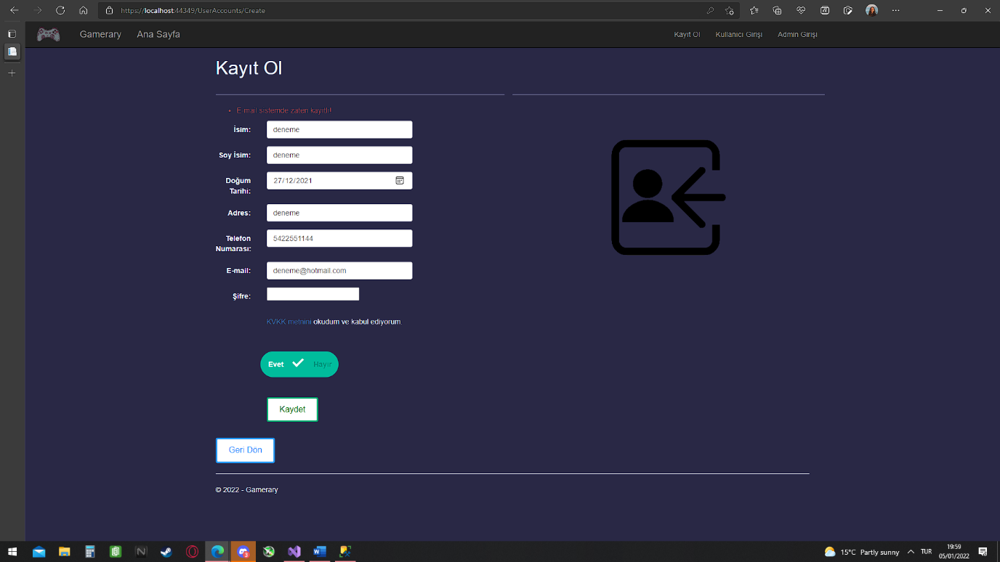 https://localhost:44349/UserAccounts/Create
Gamerary
Ana Sayfa
Kayıt Ol
Kullanıcı Girişi
Admin Girişi
Kayıt Ol
E-mail sistemde zaten kayıtlı!
İsim:
deneme
Soy İsim:
deneme
Doğum
Tarihi:
27/12/2021
Adres:
deneme
Telefon
Numarası:
5422551144
E-mail:
deneme@hotmail.com
Şifre:
KVKK metnini okudum ve kabul ediyorum.
Evet
Hayır
Kaydet
Geri Dön
© 2022 - Gamerary
15°C Partly sunny
TUR
19:59
05/01/2022